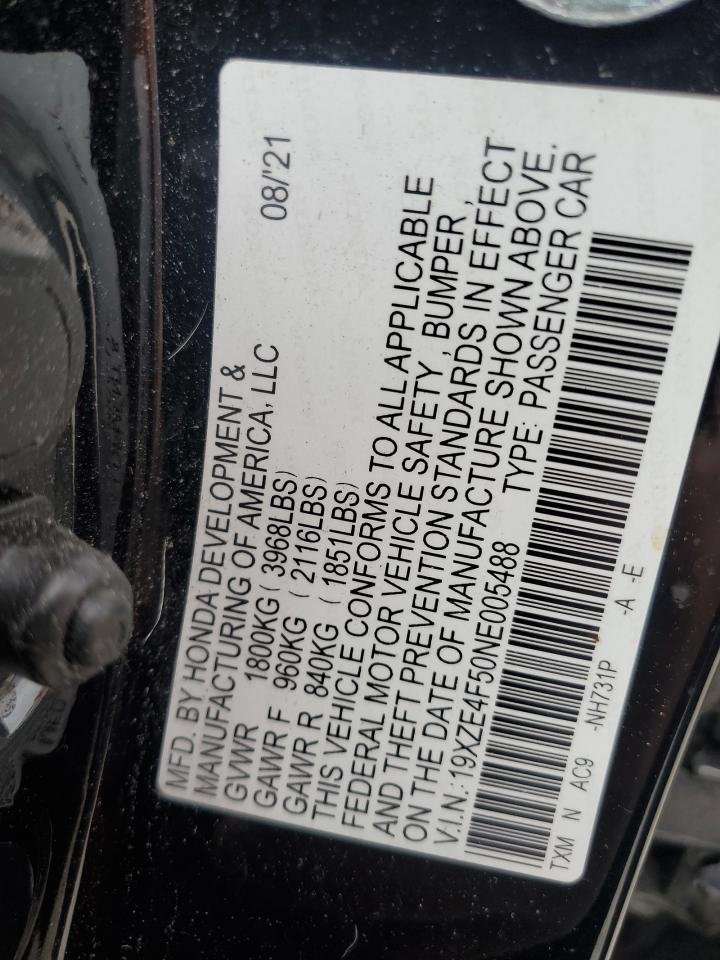 MFD. BY HONDA DEVELOPMENT &
MANUFACTURING OF AMERICA, LLC 08/'21
GVWR 1800KG ( 3968LBS)
GAWR F 960KG ( 2116LBS)
GAWR R 840KG ( 1851LBS)
THIS VEHICLE CONFORMS TO ALL APPLICABLE
FEDERAL MOTOR VEHICLE SAFETY , BUMPER ,
AND THEFT PREVENTION STANDARDS IN EFFECT
ON THE DATE OF MANUFACTURE SHOWN ABOVE.
V.I.N.: 19XZE4F50NE005488 TYPE: PASSENGER CAR
TXM N AC9 -NH731P -A -E